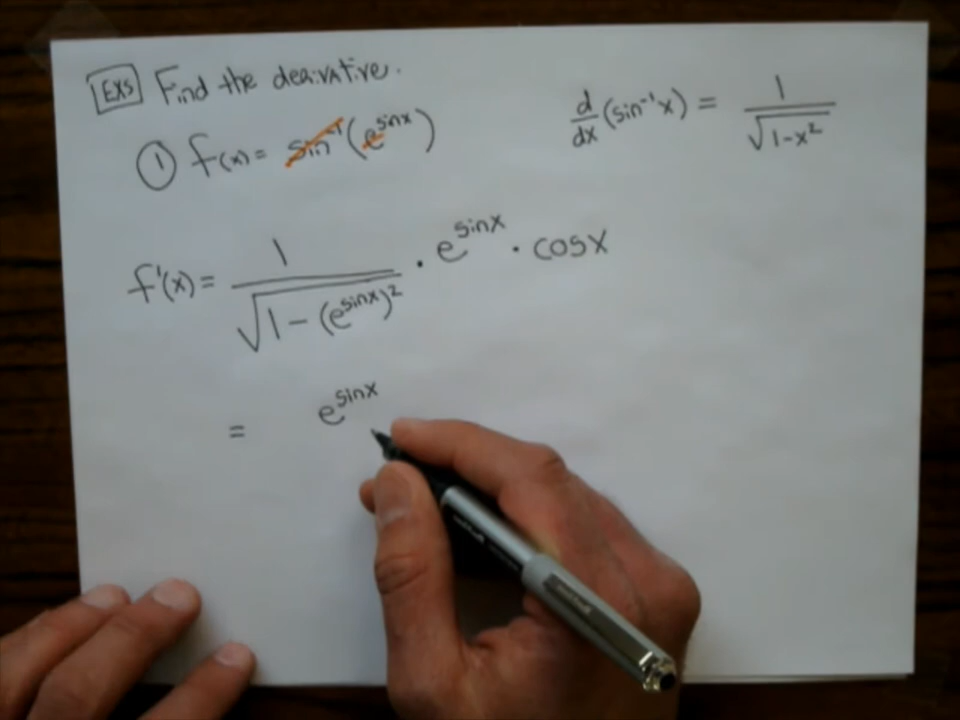 EXS Find the derivative.
① f(x) = sin⁻¹(e^sinx)
d/dx (sin⁻¹x) = 1/√(1-x²)
f'(x) = 1/√(1-(e^sinx)²) · e^sinx · cosx
= e^sinx